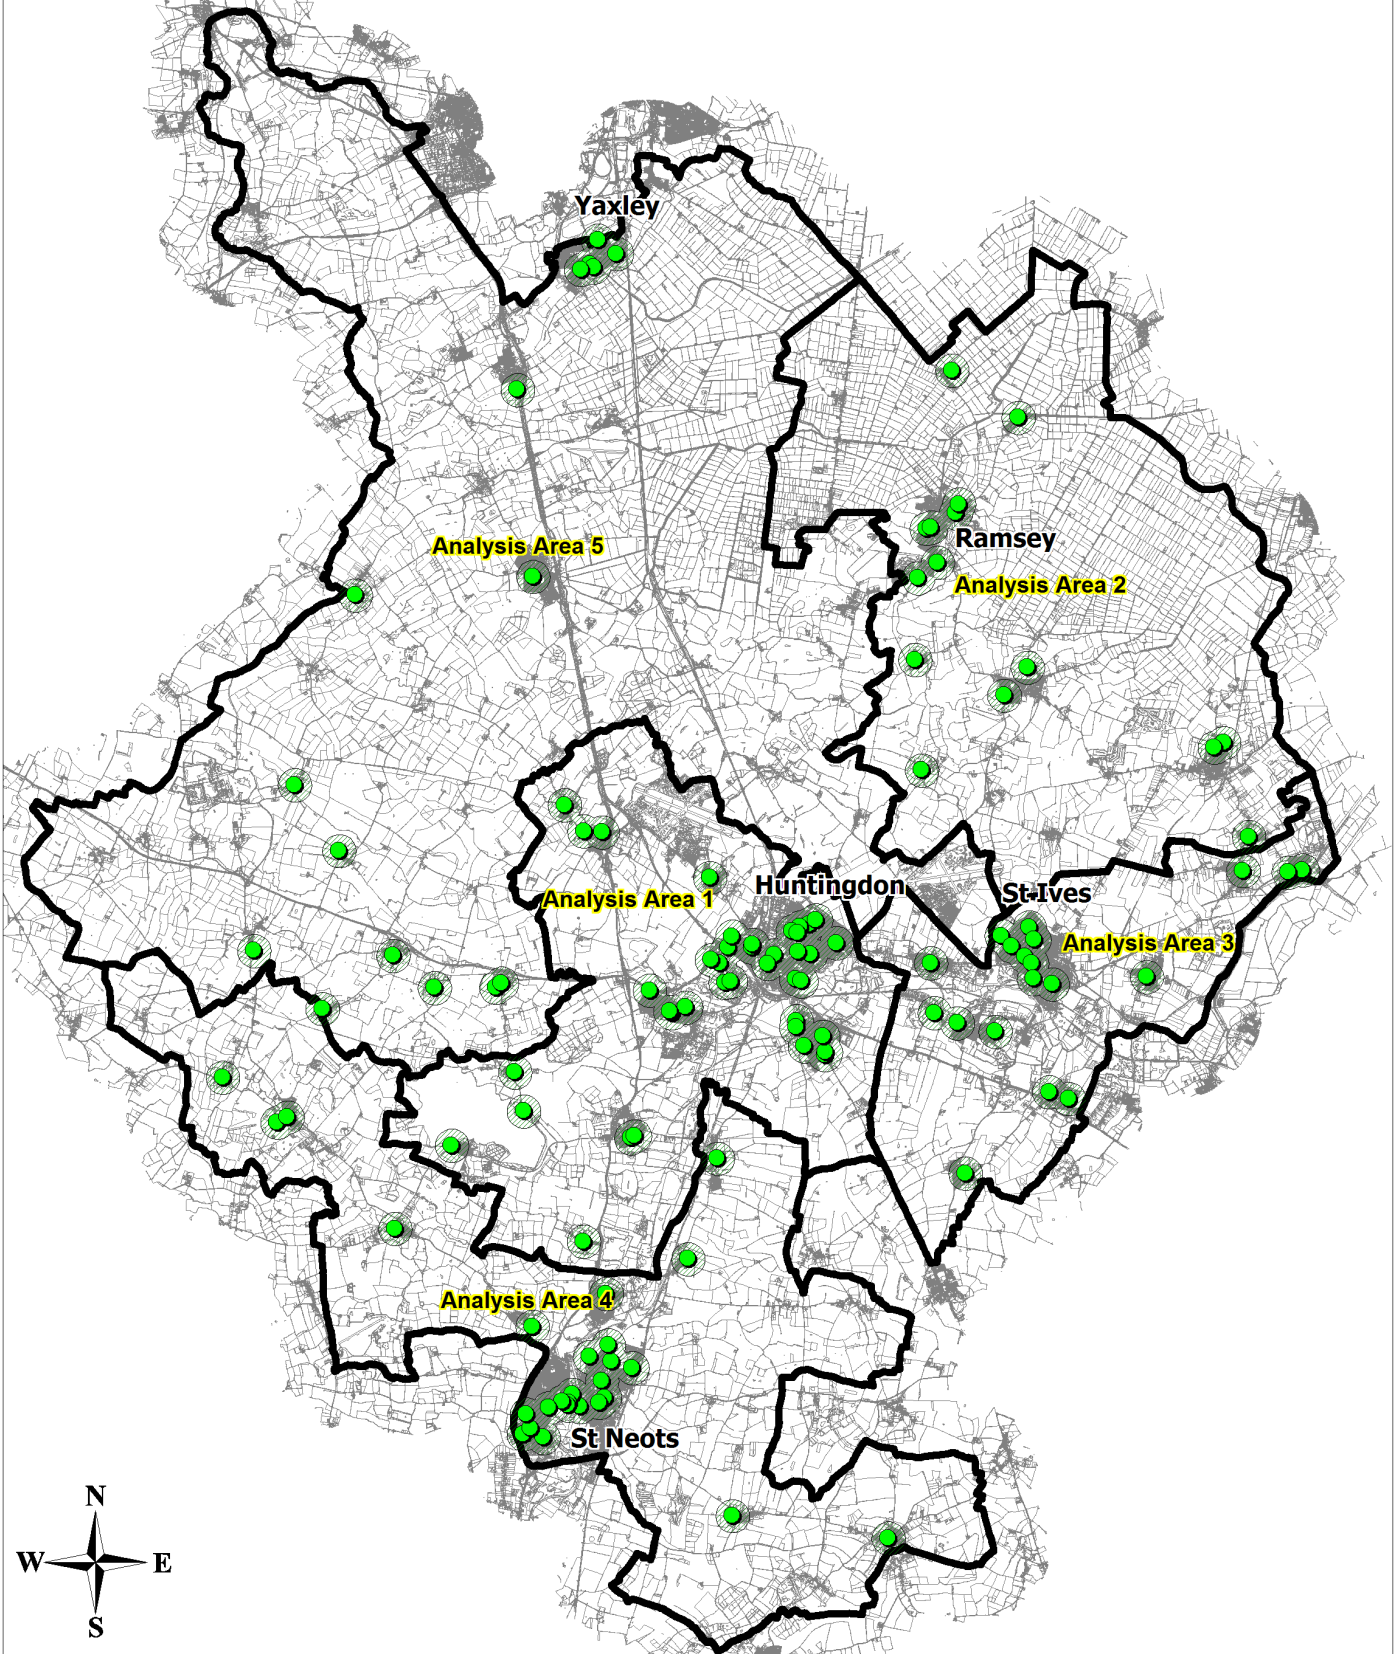 Yaxley
Analysis Area 5
Ramsey
Analysis Area 2
Huntingdon
St Ives
Analysis Area 1
Analysis Area 3
Analysis Area 4
St Neots
N
W
E
S